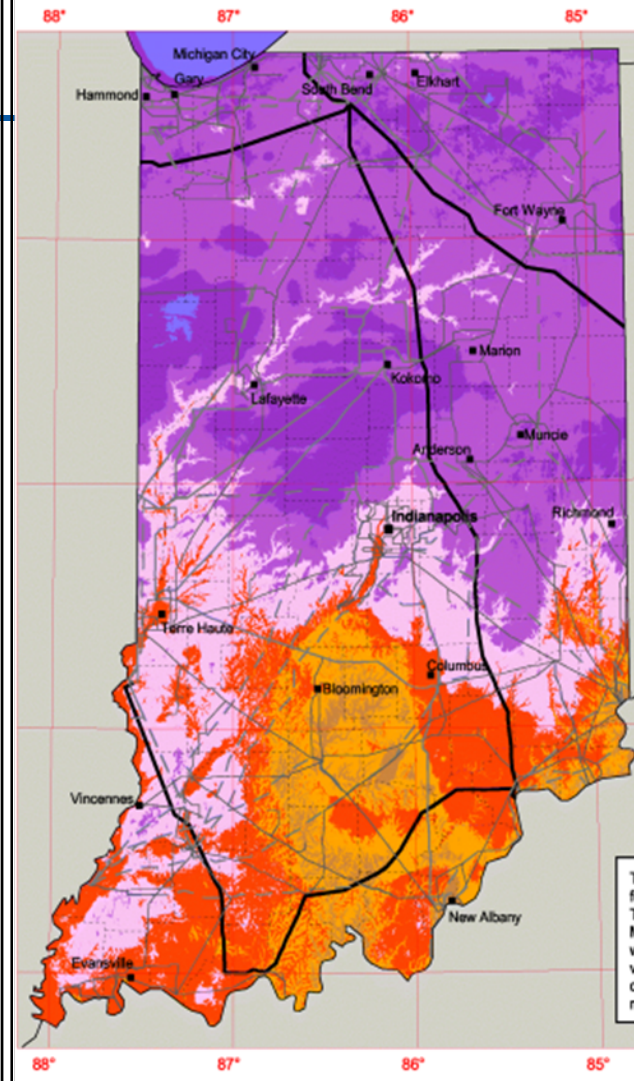 88° 87° 86° 85°
Michigan City
Gary
Hammond
South Bend
Elkhart
Fort Wayne
Marion
Kokomo
Lafayette
Muncie
Anderson
Indianapolis
Richmond
Terre Haute
Columbus
Bloomington
Vincennes
New Albany
Evansville
88° 87° 86° 85°